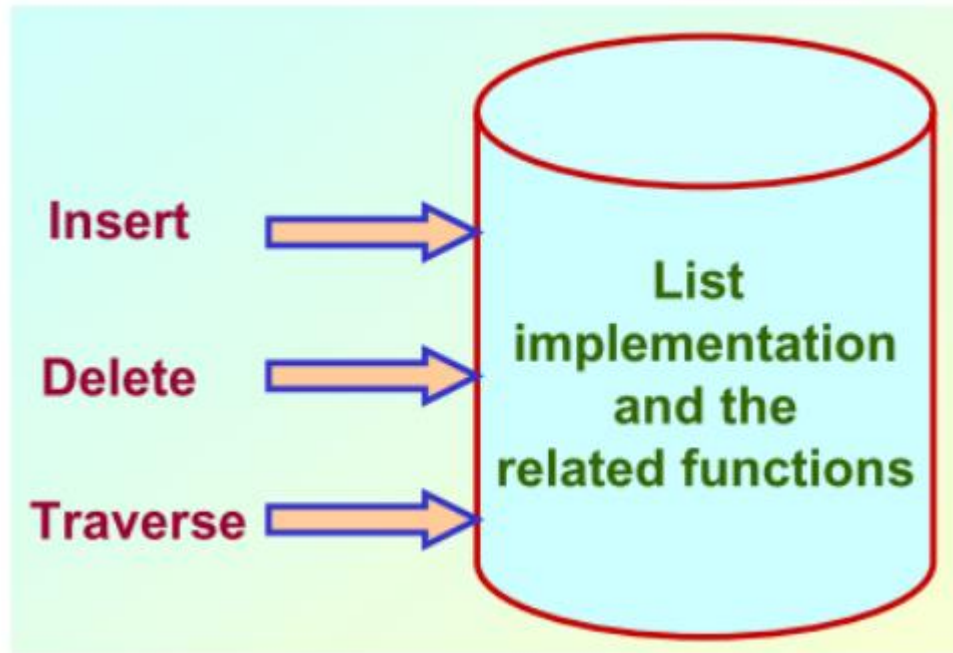 Insert
Delete
Traverse
List
implementation
and the
related functions